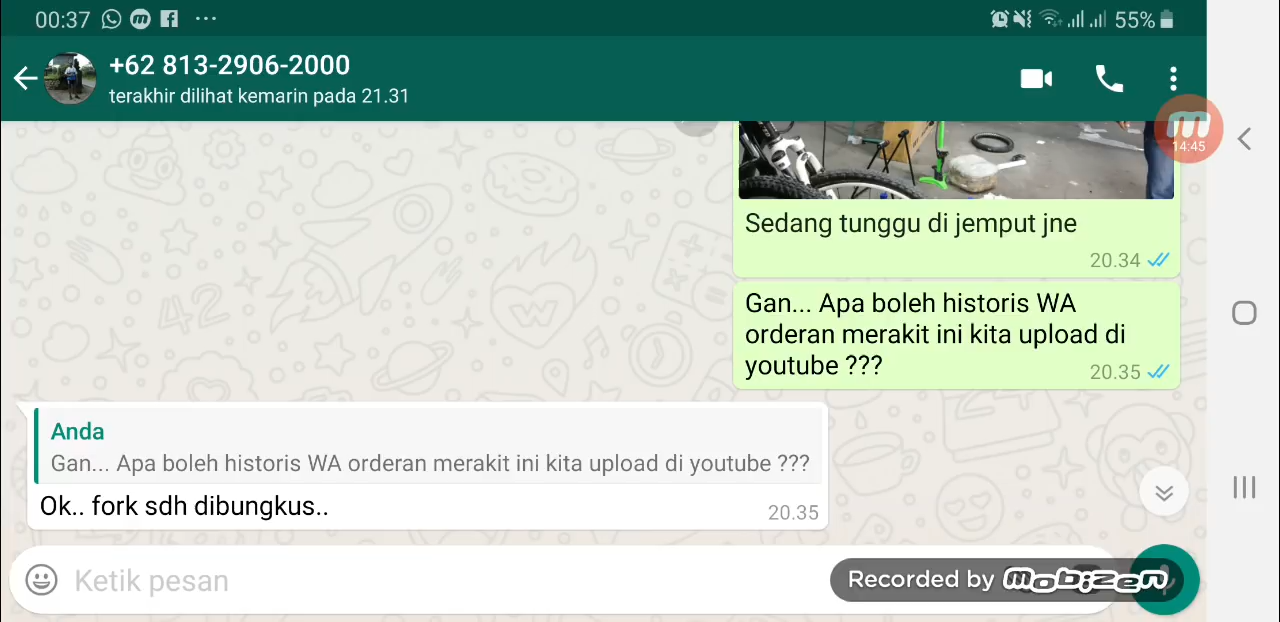 00:37 55%
+62 813-2906-2000
terakhir dilihat kemarin pada 21.31
14:45
Sedang tunggu di jemput jne
20.34
Gan... Apa boleh historis WA
orderan merakit ini kita upload di
youtube ???
20.35
Anda
Gan... Apa boleh historis WA orderan merakit ini kita upload di youtube ???
Ok.. fork sdh dibungkus..
20.35
Ketik pesan
Recorded by mobizen